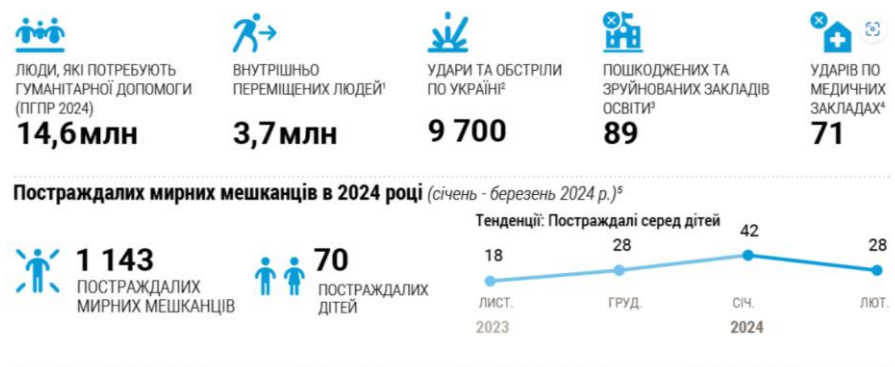 ЛЮДИ, ЯКІ ПОТРЕБУЮТЬ
ГУМАНІТАРНОЇ ДОПОМОГИ
(ПГПР 2024)
14,6 млн
ВНУТРІШНЬО
ПЕРЕМІЩЕНИХ ЛЮДЕЙ¹
3,7 млн
УДАРИ ТА ОБСТРІЛИ
ПО УКРАЇНІ²
9 700
ПОШКОДЖЕНИХ ТА
ЗРУЙНОВАНИХ ЗАКЛАДІВ
ОСВІТИ³
89
УДАРІВ ПО
МЕДИЧНИХ
ЗАКЛАДАХ⁴
71
Постраждалих мирних мешканців в 2024 році (січень - березень 2024 р.)⁵
1 143
ПОСТРАЖДАЛИХ
МИРНИХ МЕШКАНЦІВ
70
ПОСТРАЖДАЛИХ
ДІТЕЙ
Тенденції: Постраждалі серед дітей
18
28
42
28
ЛИСТ.
ГРУД.
СІЧ.
ЛЮТ.
2023
2024